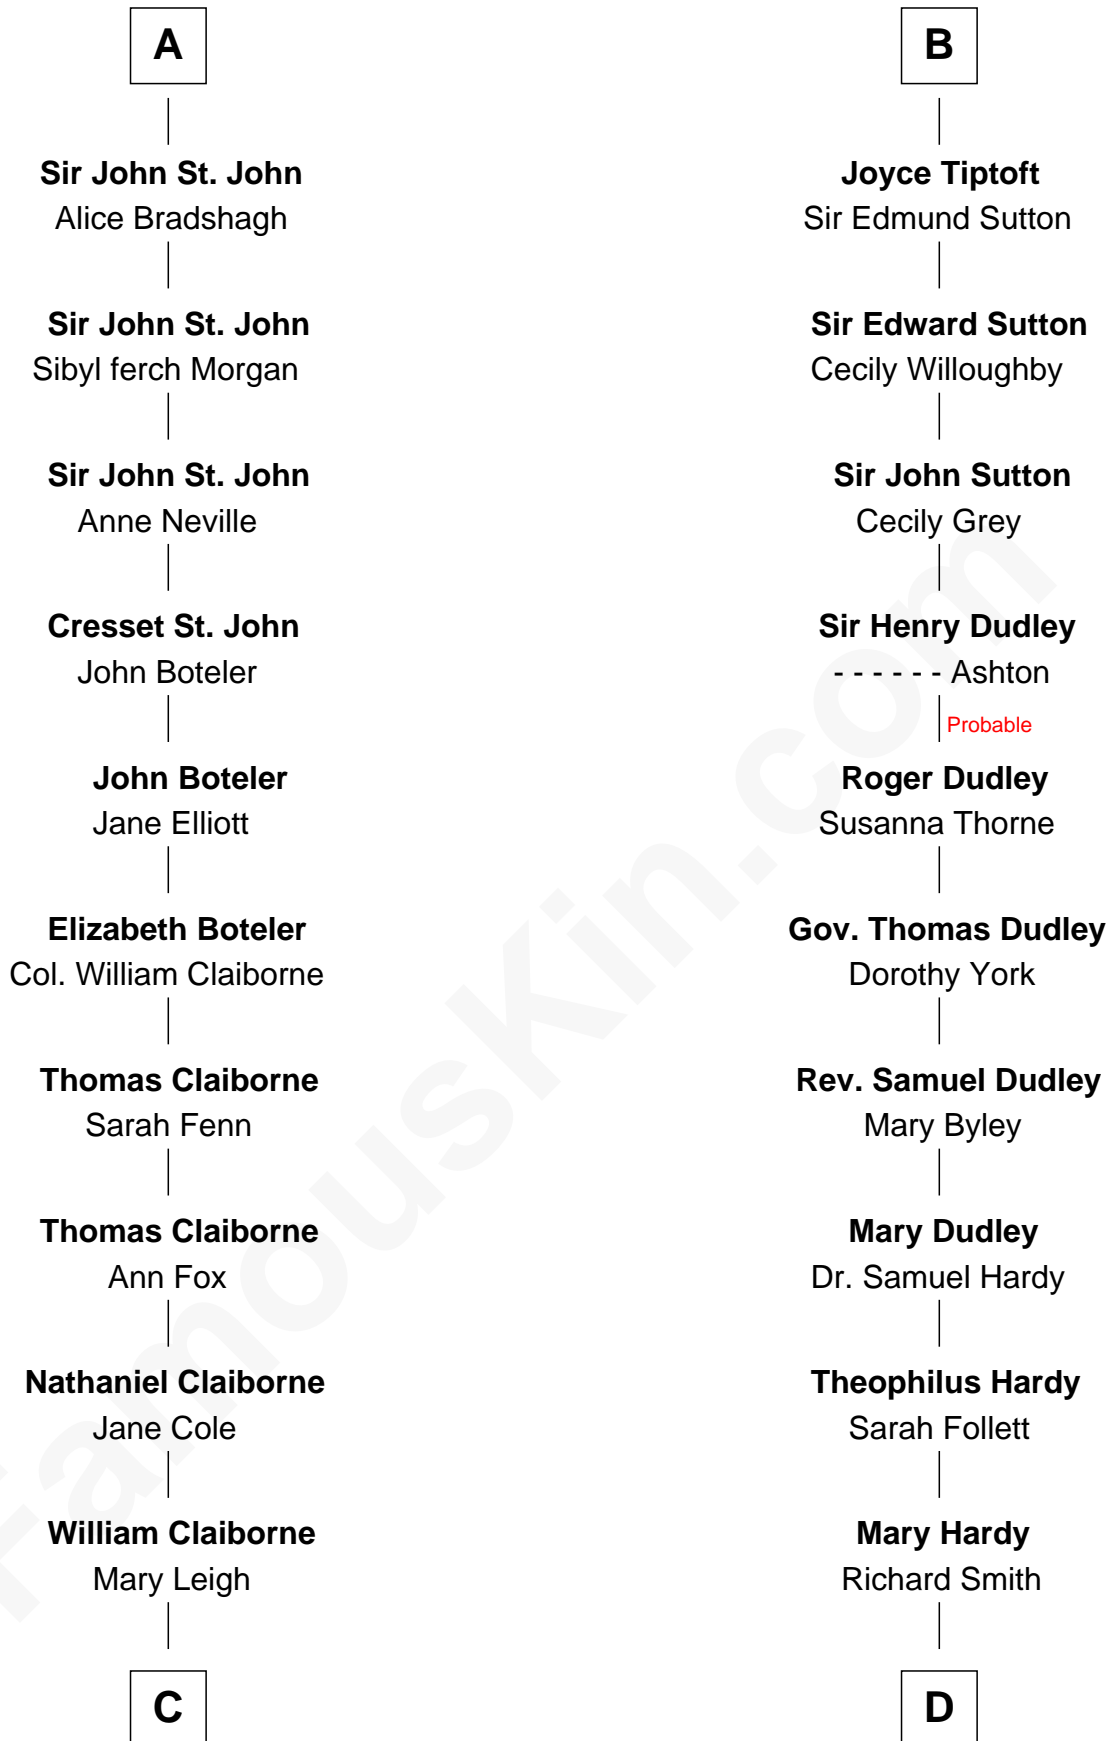 A
Sir John St. John
Alice Bradshagh
Sir John St. John
Sibyl ferch Morgan
Sir John St. John
Anne Neville
Cresset St. John
John Boteler
John Boteler
Jane Elliott
Elizabeth Boteler
Col. William Claiborne
Thomas Claiborne
Sarah Fenn
Thomas Claiborne
Ann Fox
Nathaniel Claiborne
Jane Cole
William Claiborne
Mary Leigh
C
B
Joyce Tiptoft
Sir Edmund Sutton
Sir Edward Sutton
Cecily Willoughby
Sir John Sutton
Cecily Grey
Sir Henry Dudley
- - - - - - Ashton
Probable
Roger Dudley
Susanna Thorne
Gov. Thomas Dudley
Dorothy York
Rev. Samuel Dudley
Mary Byley
Mary Dudley
Dr. Samuel Hardy
Theophilus Hardy
Sarah Follett
Mary Hardy
Richard Smith
D
FamousKin.com